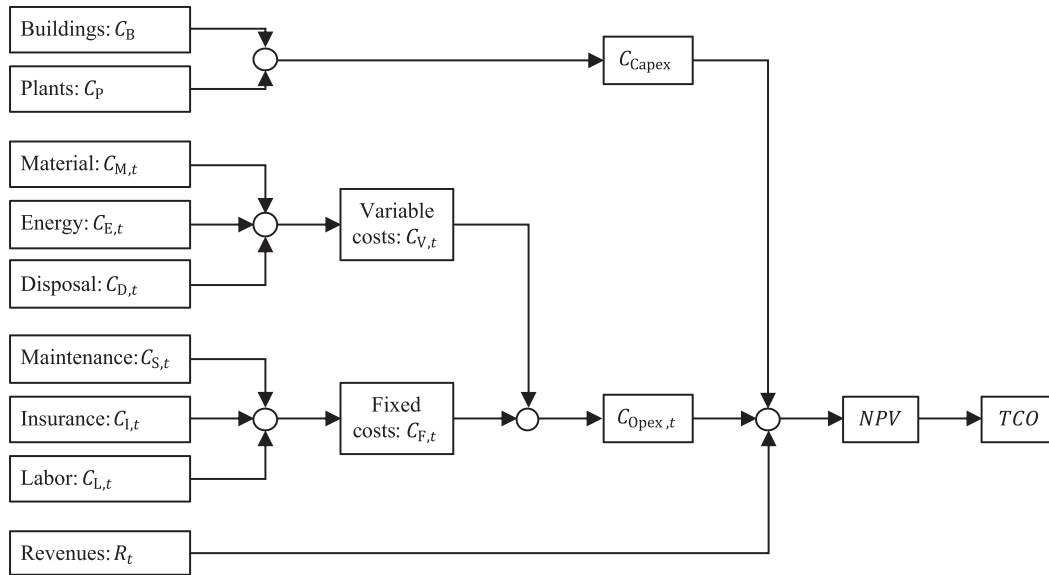 Buildings: C_B
Plants: C_P
C_Capex
Material: C_M,t
Energy: C_E,t
Disposal: C_D,t
Variable
costs: C_V,t
Maintenance: C_S,t
Insurance: C_I,t
Labor: C_L,t
Fixed
costs: C_F,t
C_Opex,t
NPV
TCO
Revenues: R_t